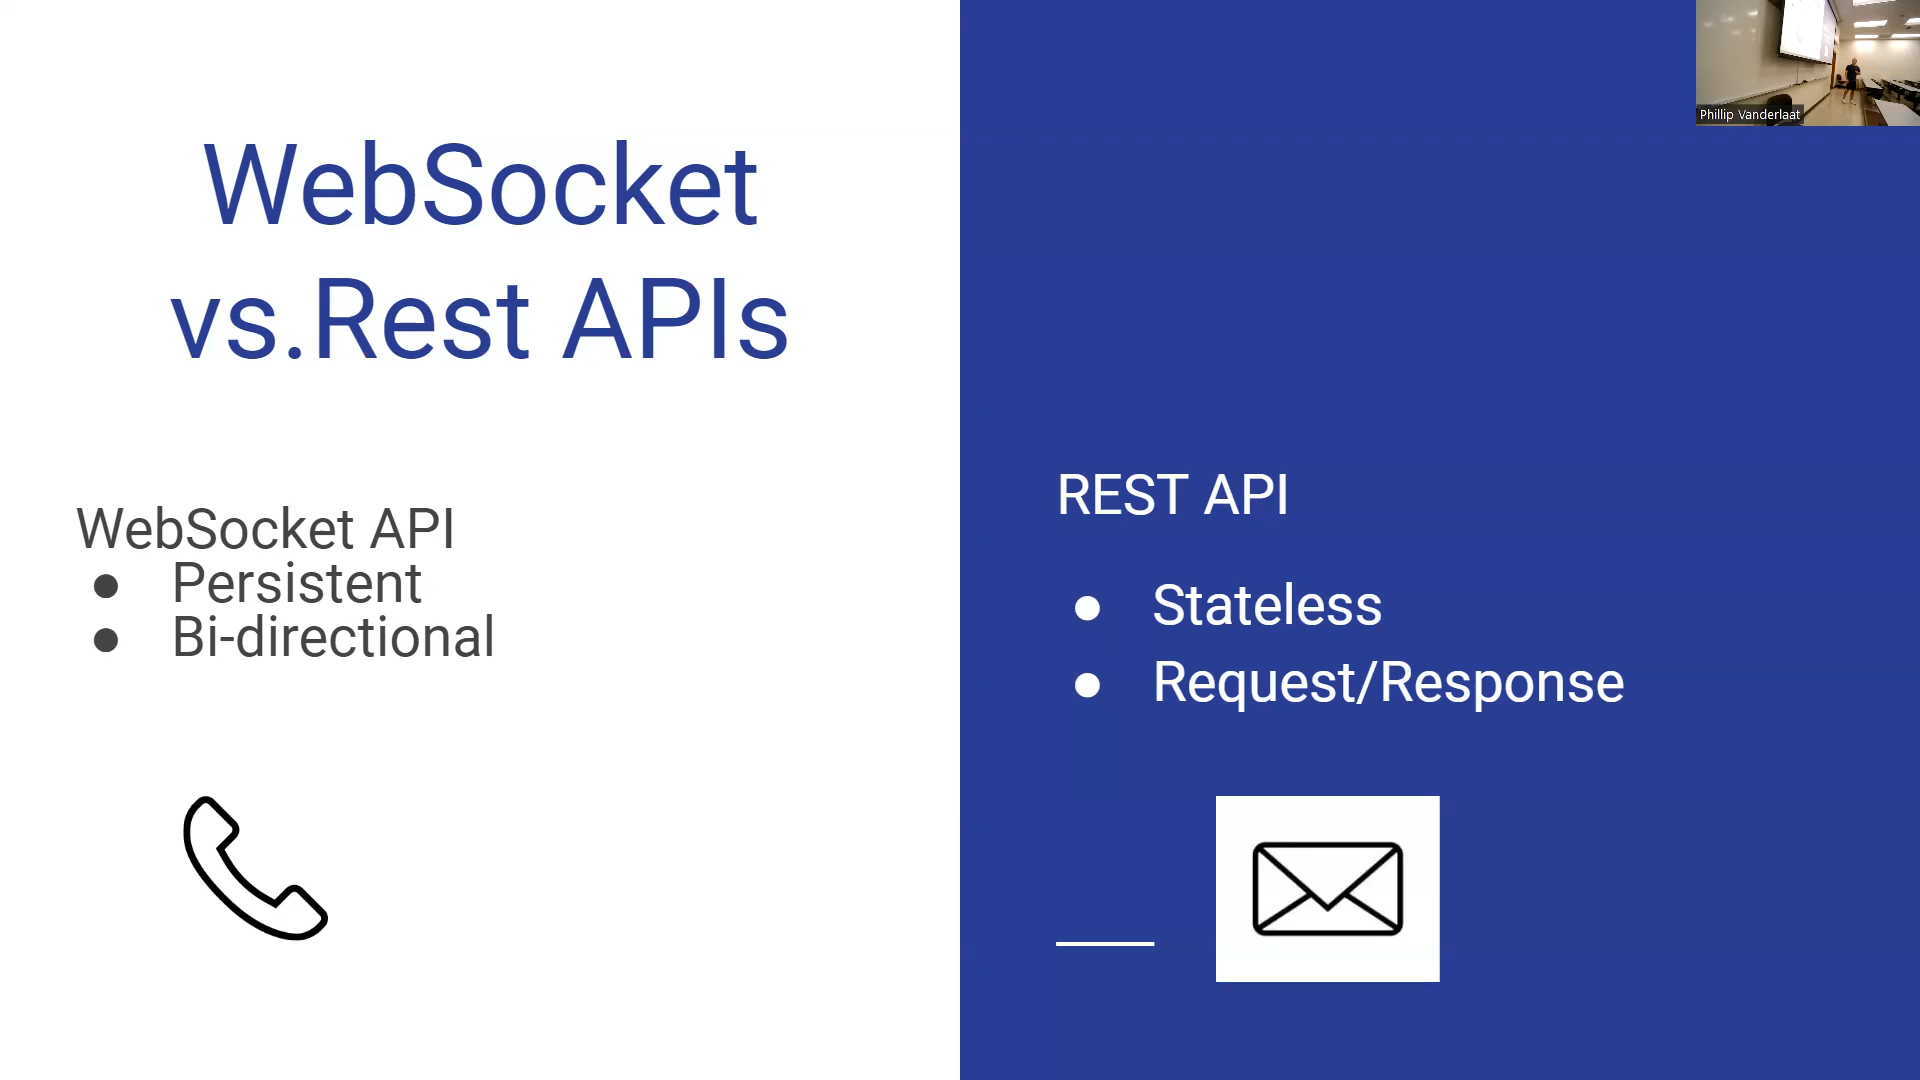 WebSocket
vs.Rest APIs
WebSocket API
● Persistent
● Bi-directional
REST API
● Stateless
● Request/Response
Phillip Vanderlaat